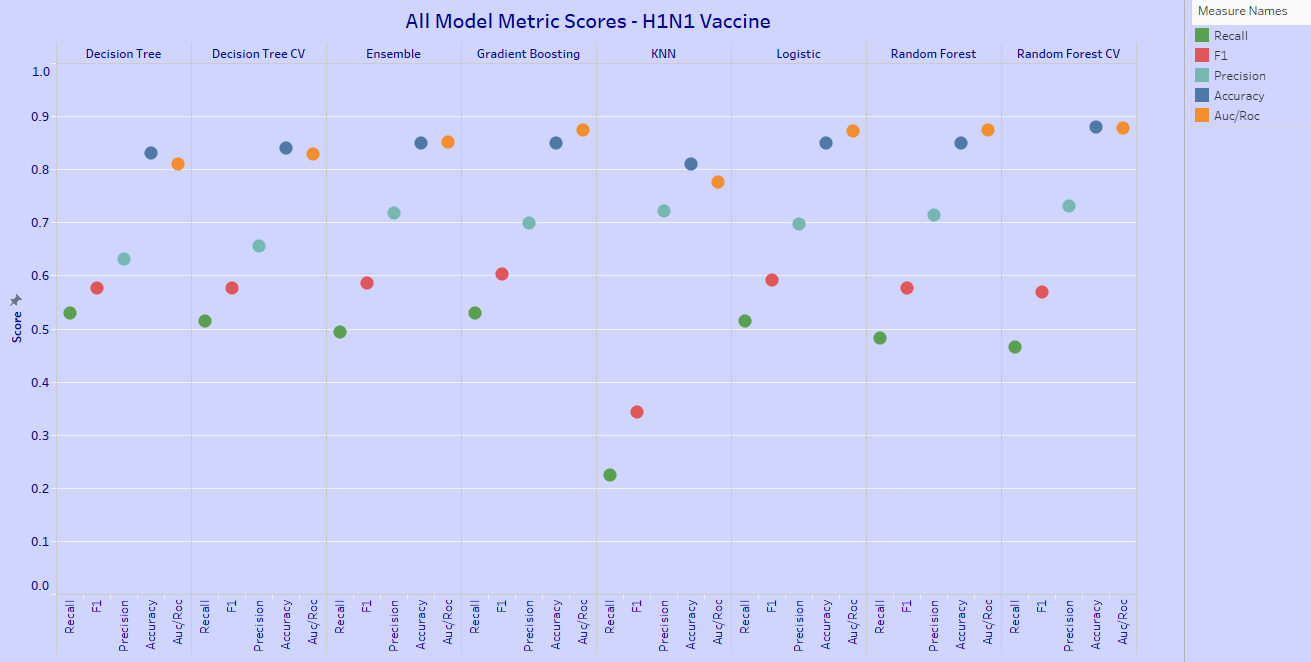 All Model Metric Scores - H1N1 Vaccine
Measure Names
Recall
F1
Precision
Accuracy
Auc/Roc
Decision Tree
Decision Tree CV
Ensemble
Gradient Boosting
KNN
Logistic
Random Forest
Random Forest CV
Score
1.0
0.9
0.8
0.7
0.6
0.5
0.4
0.3
0.2
0.1
0.0
Recall
F1
Precision
Accuracy
Auc/Roc
Recall
F1
Precision
Accuracy
Auc/Roc
Recall
F1
Precision
Accuracy
Auc/Roc
Recall
F1
Precision
Accuracy
Auc/Roc
Recall
F1
Precision
Accuracy
Auc/Roc
Recall
F1
Precision
Accuracy
Auc/Roc
Recall
F1
Precision
Accuracy
Auc/Roc
Recall
F1
Precision
Accuracy
Auc/Roc